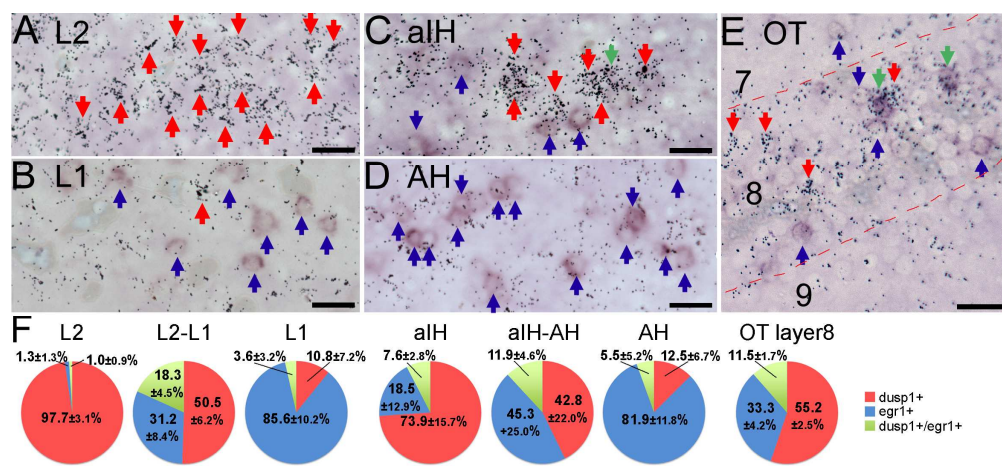 A L2
C aIH
E OT
7
8
9
B L1
D AH
F
L2
L2-L1
L1
aIH
aIH-AH
AH
OT layer8
1.3±1.3%
1.0±0.9%
97.7±3.1%
18.3
±4.5%
50.5
±6.2%
31.2
±8.4%
3.6±3.2%
10.8±7.2%
85.6±10.2%
7.6±2.8%
18.5
±12.9%
73.9±15.7%
11.9±4.6%
42.8
±22.0%
45.3
+25.0%
5.5±5.2%
12.5±6.7%
81.9±11.8%
11.5±1.7%
33.3
±4.2%
55.2
±2.5%
dusp1+
egr1+
dusp1+/egr1+